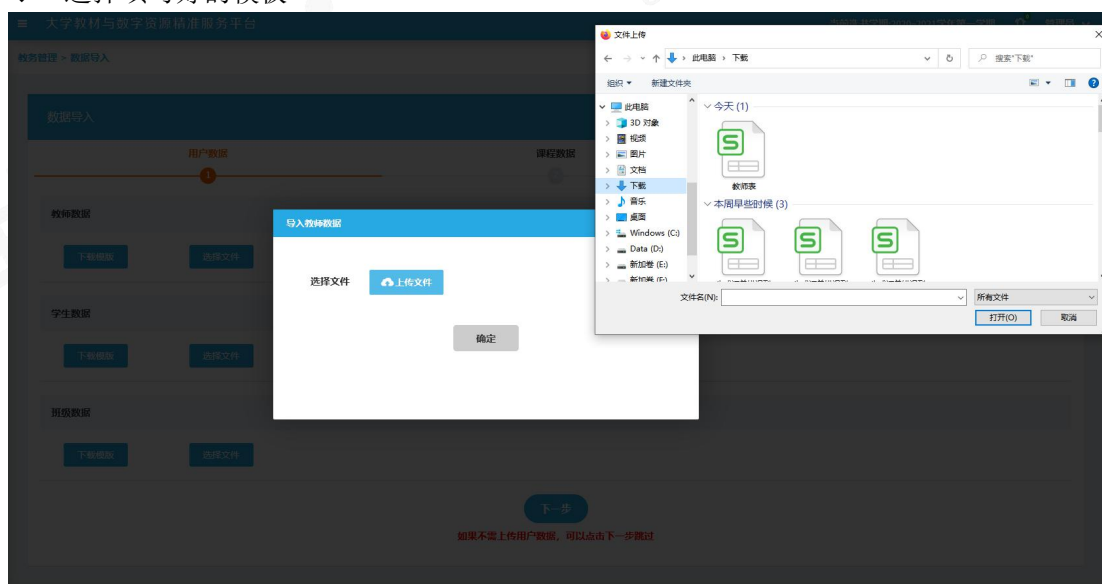 大学教材与数字资源精准服务平台
教务管理 > 数据导入
数据导入
用户数据
1
课程数据
教师数据
下载模版
选择文件
学生数据
下载模版
选择文件
班级数据
下载模版
选择文件
下一步
如果不需上传用户数据，可以点击下一步跳过
导入教师数据
选择文件
上传文件
确定
文件上传
此电脑 › 下载
搜索"下载"
组织
新建文件夹
此电脑
3D 对象
视频
图片
文档
下载
音乐
桌面
Windows (C:)
Data (D:)
新加卷 (E:)
新加卷 (F:)
今天 (1)
教师表
本周早些时候 (3)
文件名(N):
所有文件
打开(O)
取消